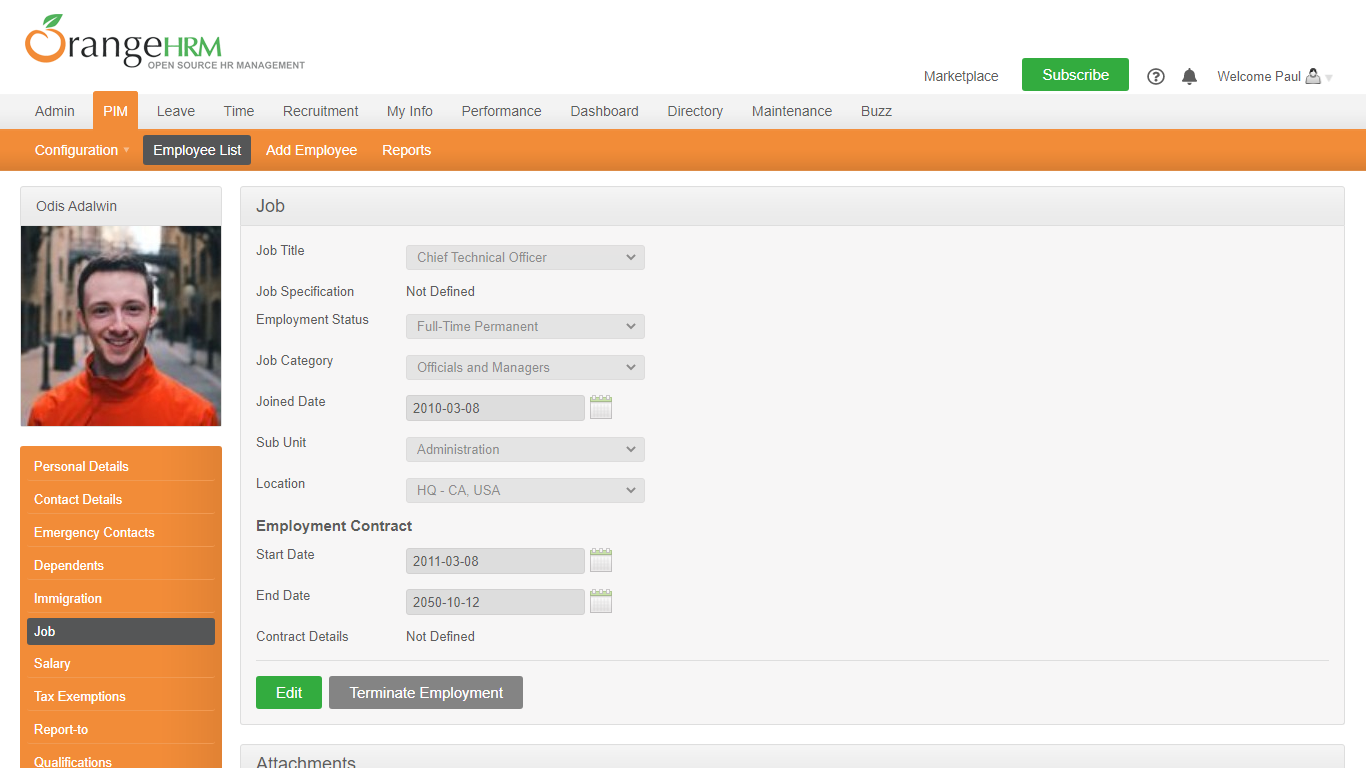 OrangeHRM
OPEN SOURCE HR MANAGEMENT
Marketplace
Subscribe
Welcome Paul
Admin
PIM
Leave
Time
Recruitment
My Info
Performance
Dashboard
Directory
Maintenance
Buzz
Configuration
Employee List
Add Employee
Reports
Odis Adalwin
Personal Details
Contact Details
Emergency Contacts
Dependents
Immigration
Job
Salary
Tax Exemptions
Report-to
Qualifications
Job
Job Title Chief Technical Officer
Job Specification Not Defined
Employment Status Full-Time Permanent
Job Category Officials and Managers
Joined Date 2010-03-08
Sub Unit Administration
Location HQ - CA, USA
Employment Contract
Start Date 2011-03-08
End Date 2050-10-12
Contract Details Not Defined
Edit
Terminate Employment
Attachments